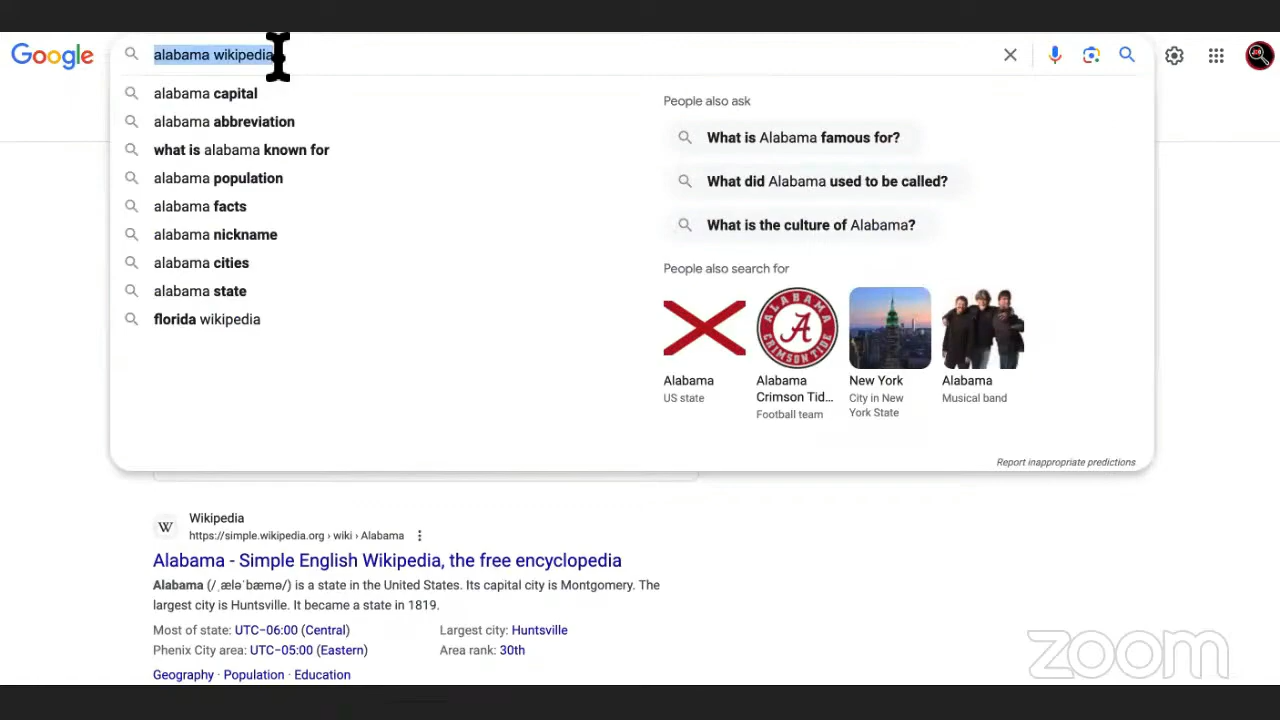 Google
alabama wikipedia
alabama capital
alabama abbreviation
what is alabama known for
alabama population
alabama facts
alabama nickname
alabama cities
alabama state
florida wikipedia
People also ask
What is Alabama famous for?
What did Alabama used to be called?
What is the culture of Alabama?
People also search for
ALABAMA
A
CRIMSON TIDE
Alabama
US state
Alabama
Crimson Tid...
Football team
New York
City in New
York State
Alabama
Musical band
Report inappropriate predictions
W
Wikipedia
https://simple.wikipedia.org › wiki › Alabama
Alabama - Simple English Wikipedia, the free encyclopedia
Alabama (/ˌæləˈbæmə/) is a state in the United States. Its capital city is Montgomery. The
largest city is Huntsville. It became a state in 1819.
Most of state: UTC−06:00 (Central)
Largest city: Huntsville
Phenix City area: UTC−05:00 (Eastern)
Area rank: 30th
Geography · Population · Education
zoom